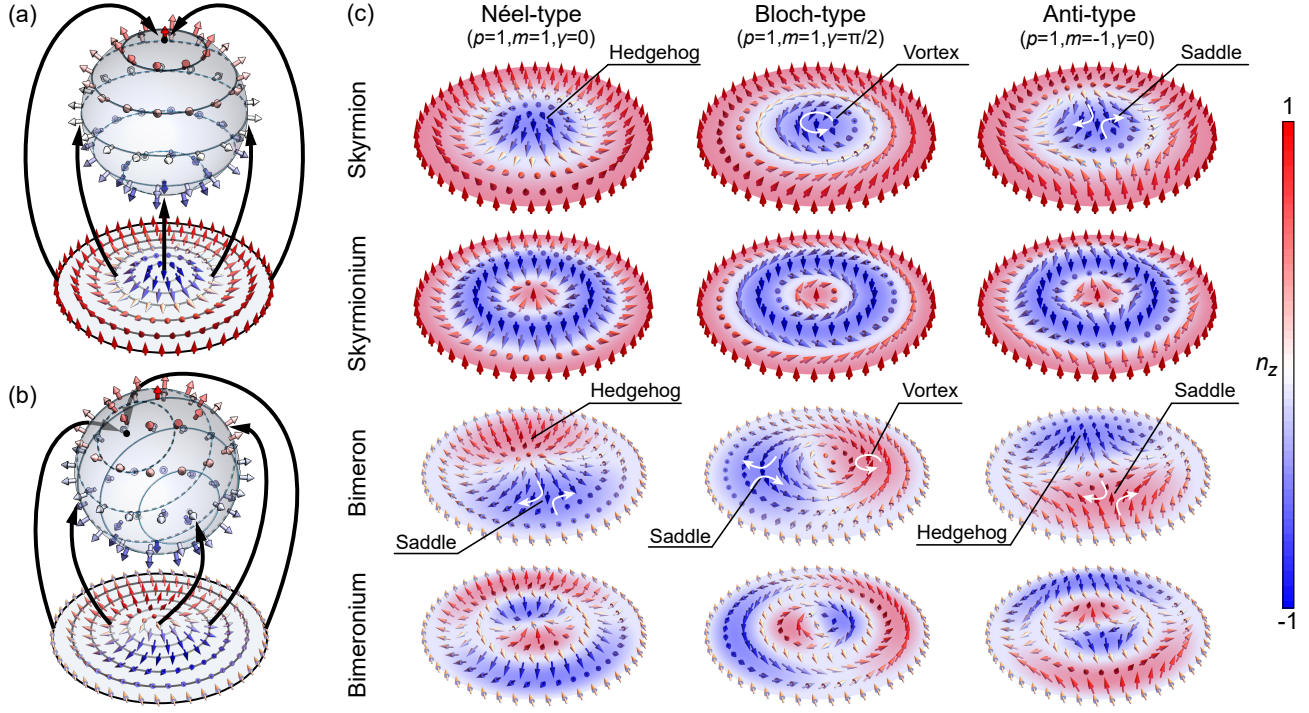 (a)
(b)
(c)
Néel-type
(p=1,m=1,γ=0)
Bloch-type
(p=1,m=1,γ=π/2)
Anti-type
(p=1,m=-1,γ=0)
Hedgehog
Vortex
Saddle
Skyrmion
Skyrmionium
Hedgehog
Vortex
Saddle
Bimeron
Saddle
Saddle
Hedgehog
Bimeronium
1
n_z
-1